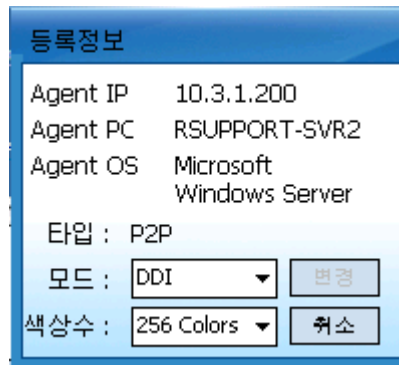 등록정보
Agent IP 10.3.1.200
Agent PC RSUPPORT-SVR2
Agent OS Microsoft
Windows Server
타입 : P2P
모드 : DDI 변경
색상수 : 256 Colors 취소